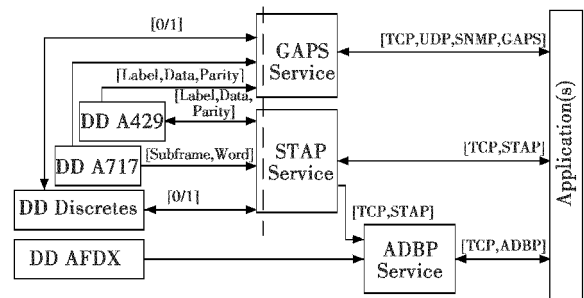 [0/1]
GAPS
Service
[TCP,UDP,SNMP,GAPS]
[Label,Data,Parity]
[Label,Data,
Parity]
DD A429
STAP
Service
[TCP,STAP]
DD A717
[Subframe,Word]
DD Discretes
[0/1]
[TCP,STAP]
DD AFDX
ADBP
Service
[TCP,ADBP]
Application(s)